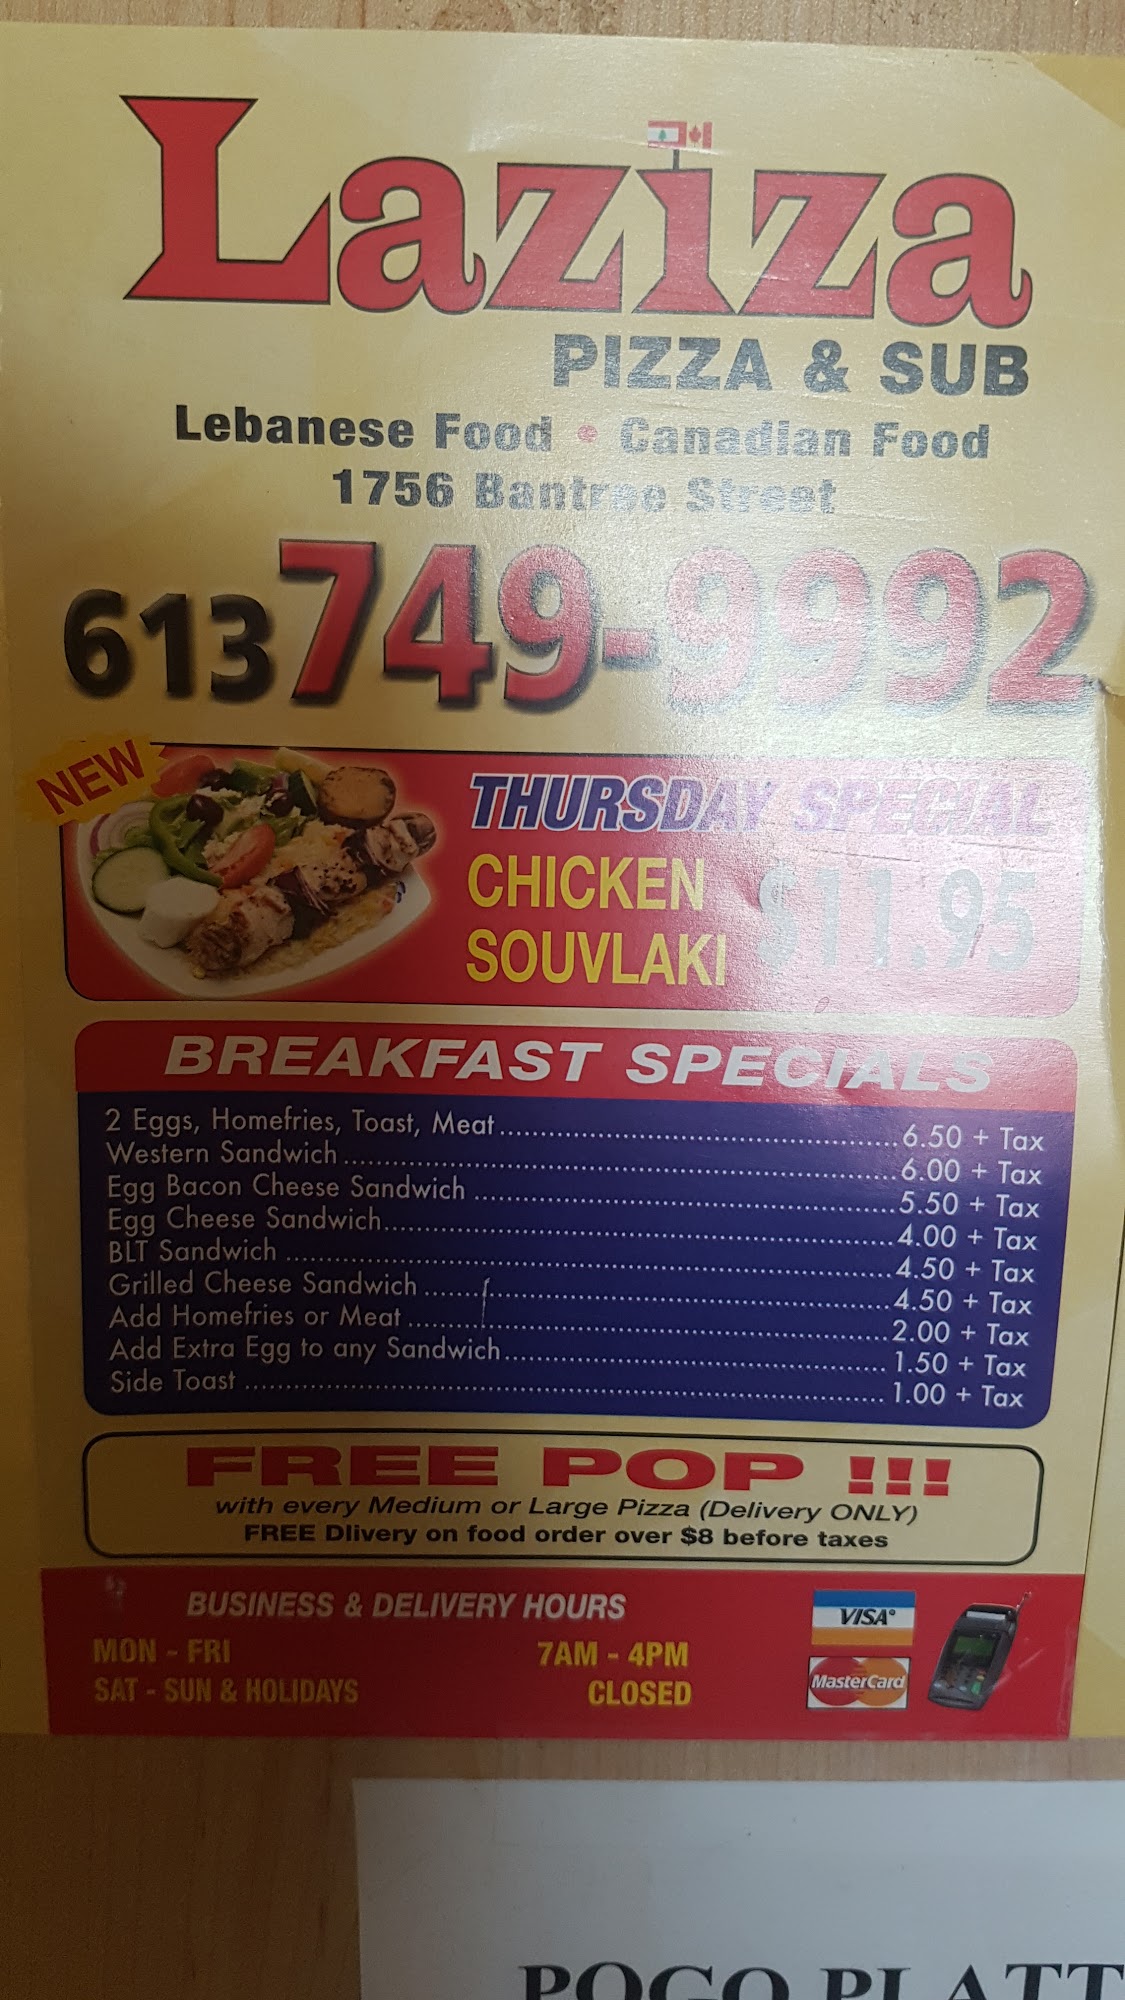 Laziza
PIZZA & SUB
Lebanese Food • Canadian Food
1756 Bantree Street
613 749-9992
NEW
THURSDAY SPECIAL
CHICKEN
SOUVLAKI
$11.95
BREAKFAST SPECIALS
2 Eggs, Homefries, Toast, Meat 6.50 + Tax
Western Sandwich 6.00 + Tax
Egg Bacon Cheese Sandwich 5.50 + Tax
Egg Cheese Sandwich 4.00 + Tax
BLT Sandwich 4.50 + Tax
Grilled Cheese Sandwich 4.50 + Tax
Add Homefries or Meat 2.00 + Tax
Add Extra Egg to any Sandwich 1.50 + Tax
Side Toast 1.00 + Tax
FREE POP !!!
with every Medium or Large Pizza (Delivery ONLY)
FREE Dlivery on food order over $8 before taxes
BUSINESS & DELIVERY HOURS
MON - FRI 7AM - 4PM
SAT - SUN & HOLIDAYS CLOSED
VISA
MasterCard
POGO PLATT